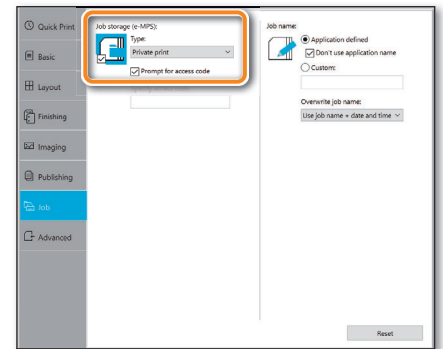 Quick Print
Basic
Layout
Finishing
Imaging
Publishing
Job
Advanced
Job storage (e-MPS):
Type:
Private print
Prompt for access code
Job name:
Application defined
Don't use application name
Custom:
Overwrite job name:
Use job name + date and time
Reset